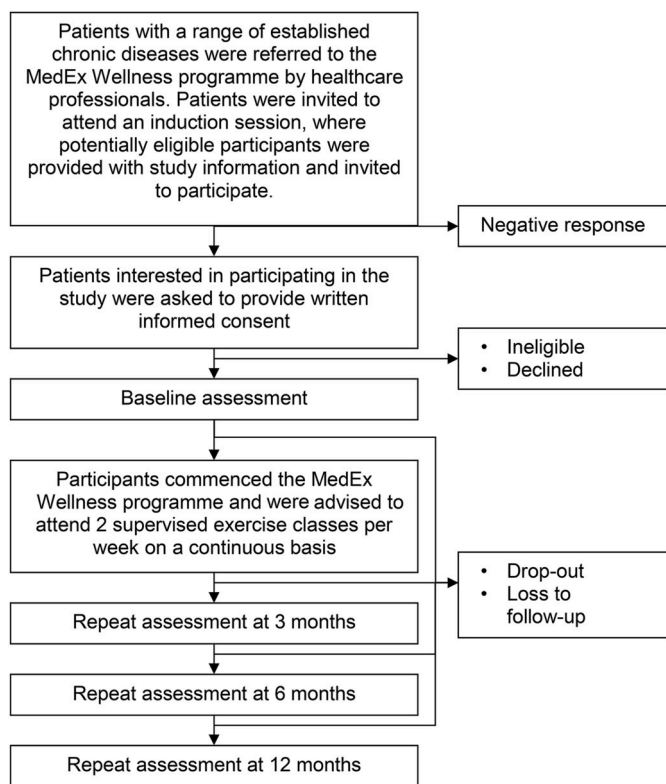 Patients with a range of established
chronic diseases were referred to the
MedEx Wellness programme by healthcare
professionals. Patients were invited to
attend an induction session, where
potentially eligible participants were
provided with study information and invited
to participate.
Negative response
Patients interested in participating in the
study were asked to provide written
informed consent
• Ineligible
• Declined
Baseline assessment
Participants commenced the MedEx
Wellness programme and were advised to
attend 2 supervised exercise classes per
week on a continuous basis
• Drop-out
• Loss to
follow-up
Repeat assessment at 3 months
Repeat assessment at 6 months
Repeat assessment at 12 months